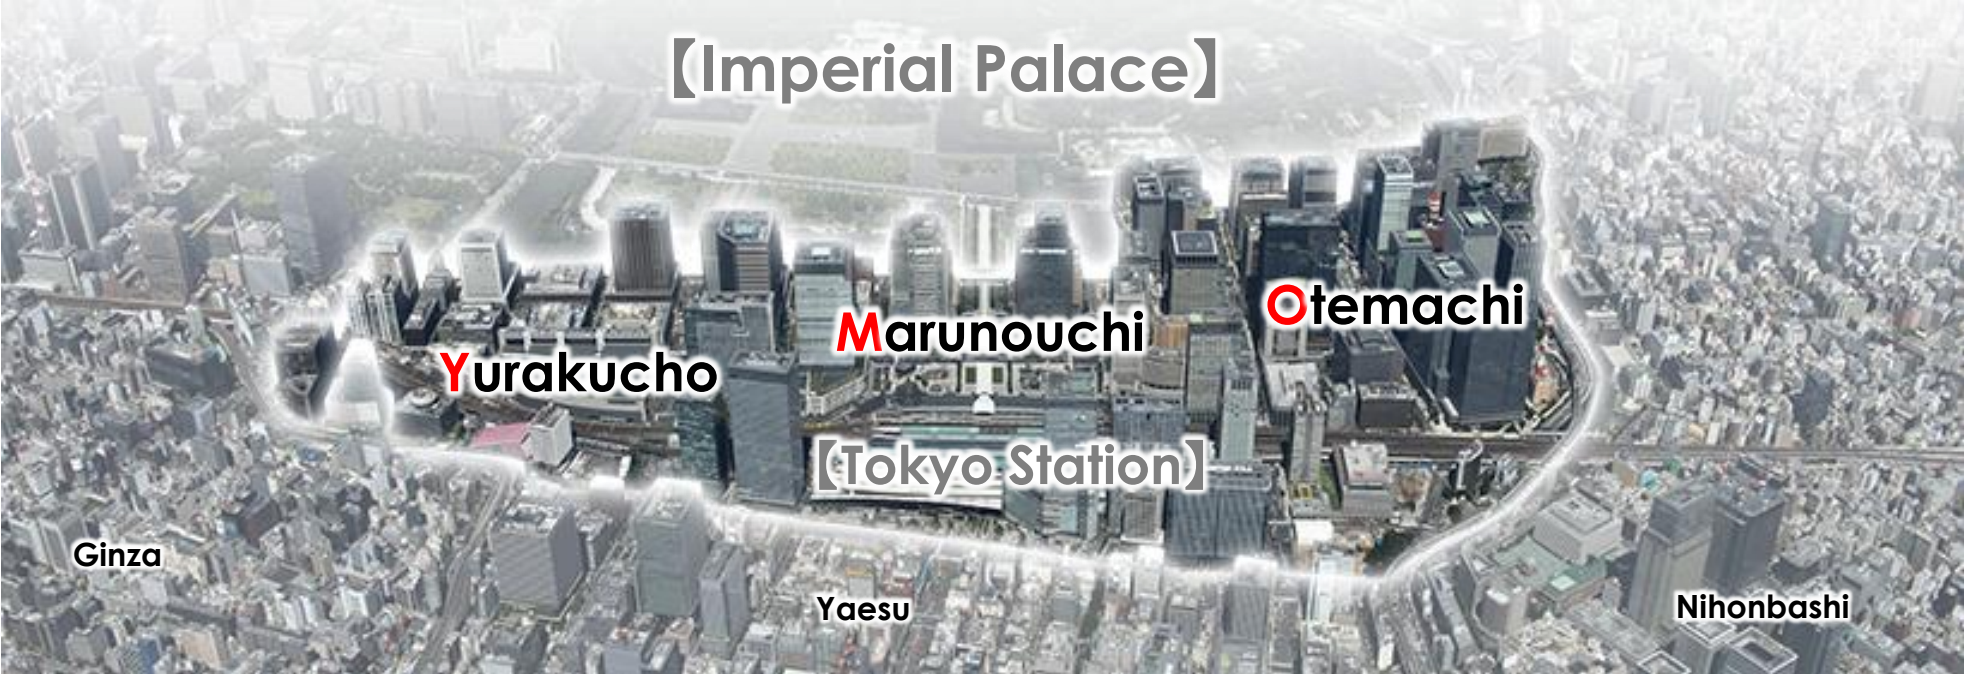 【Imperial Palace】
Otemachi
Marunouchi
Yurakucho
【Tokyo Station】
Ginza
Yaesu
Nihonbashi